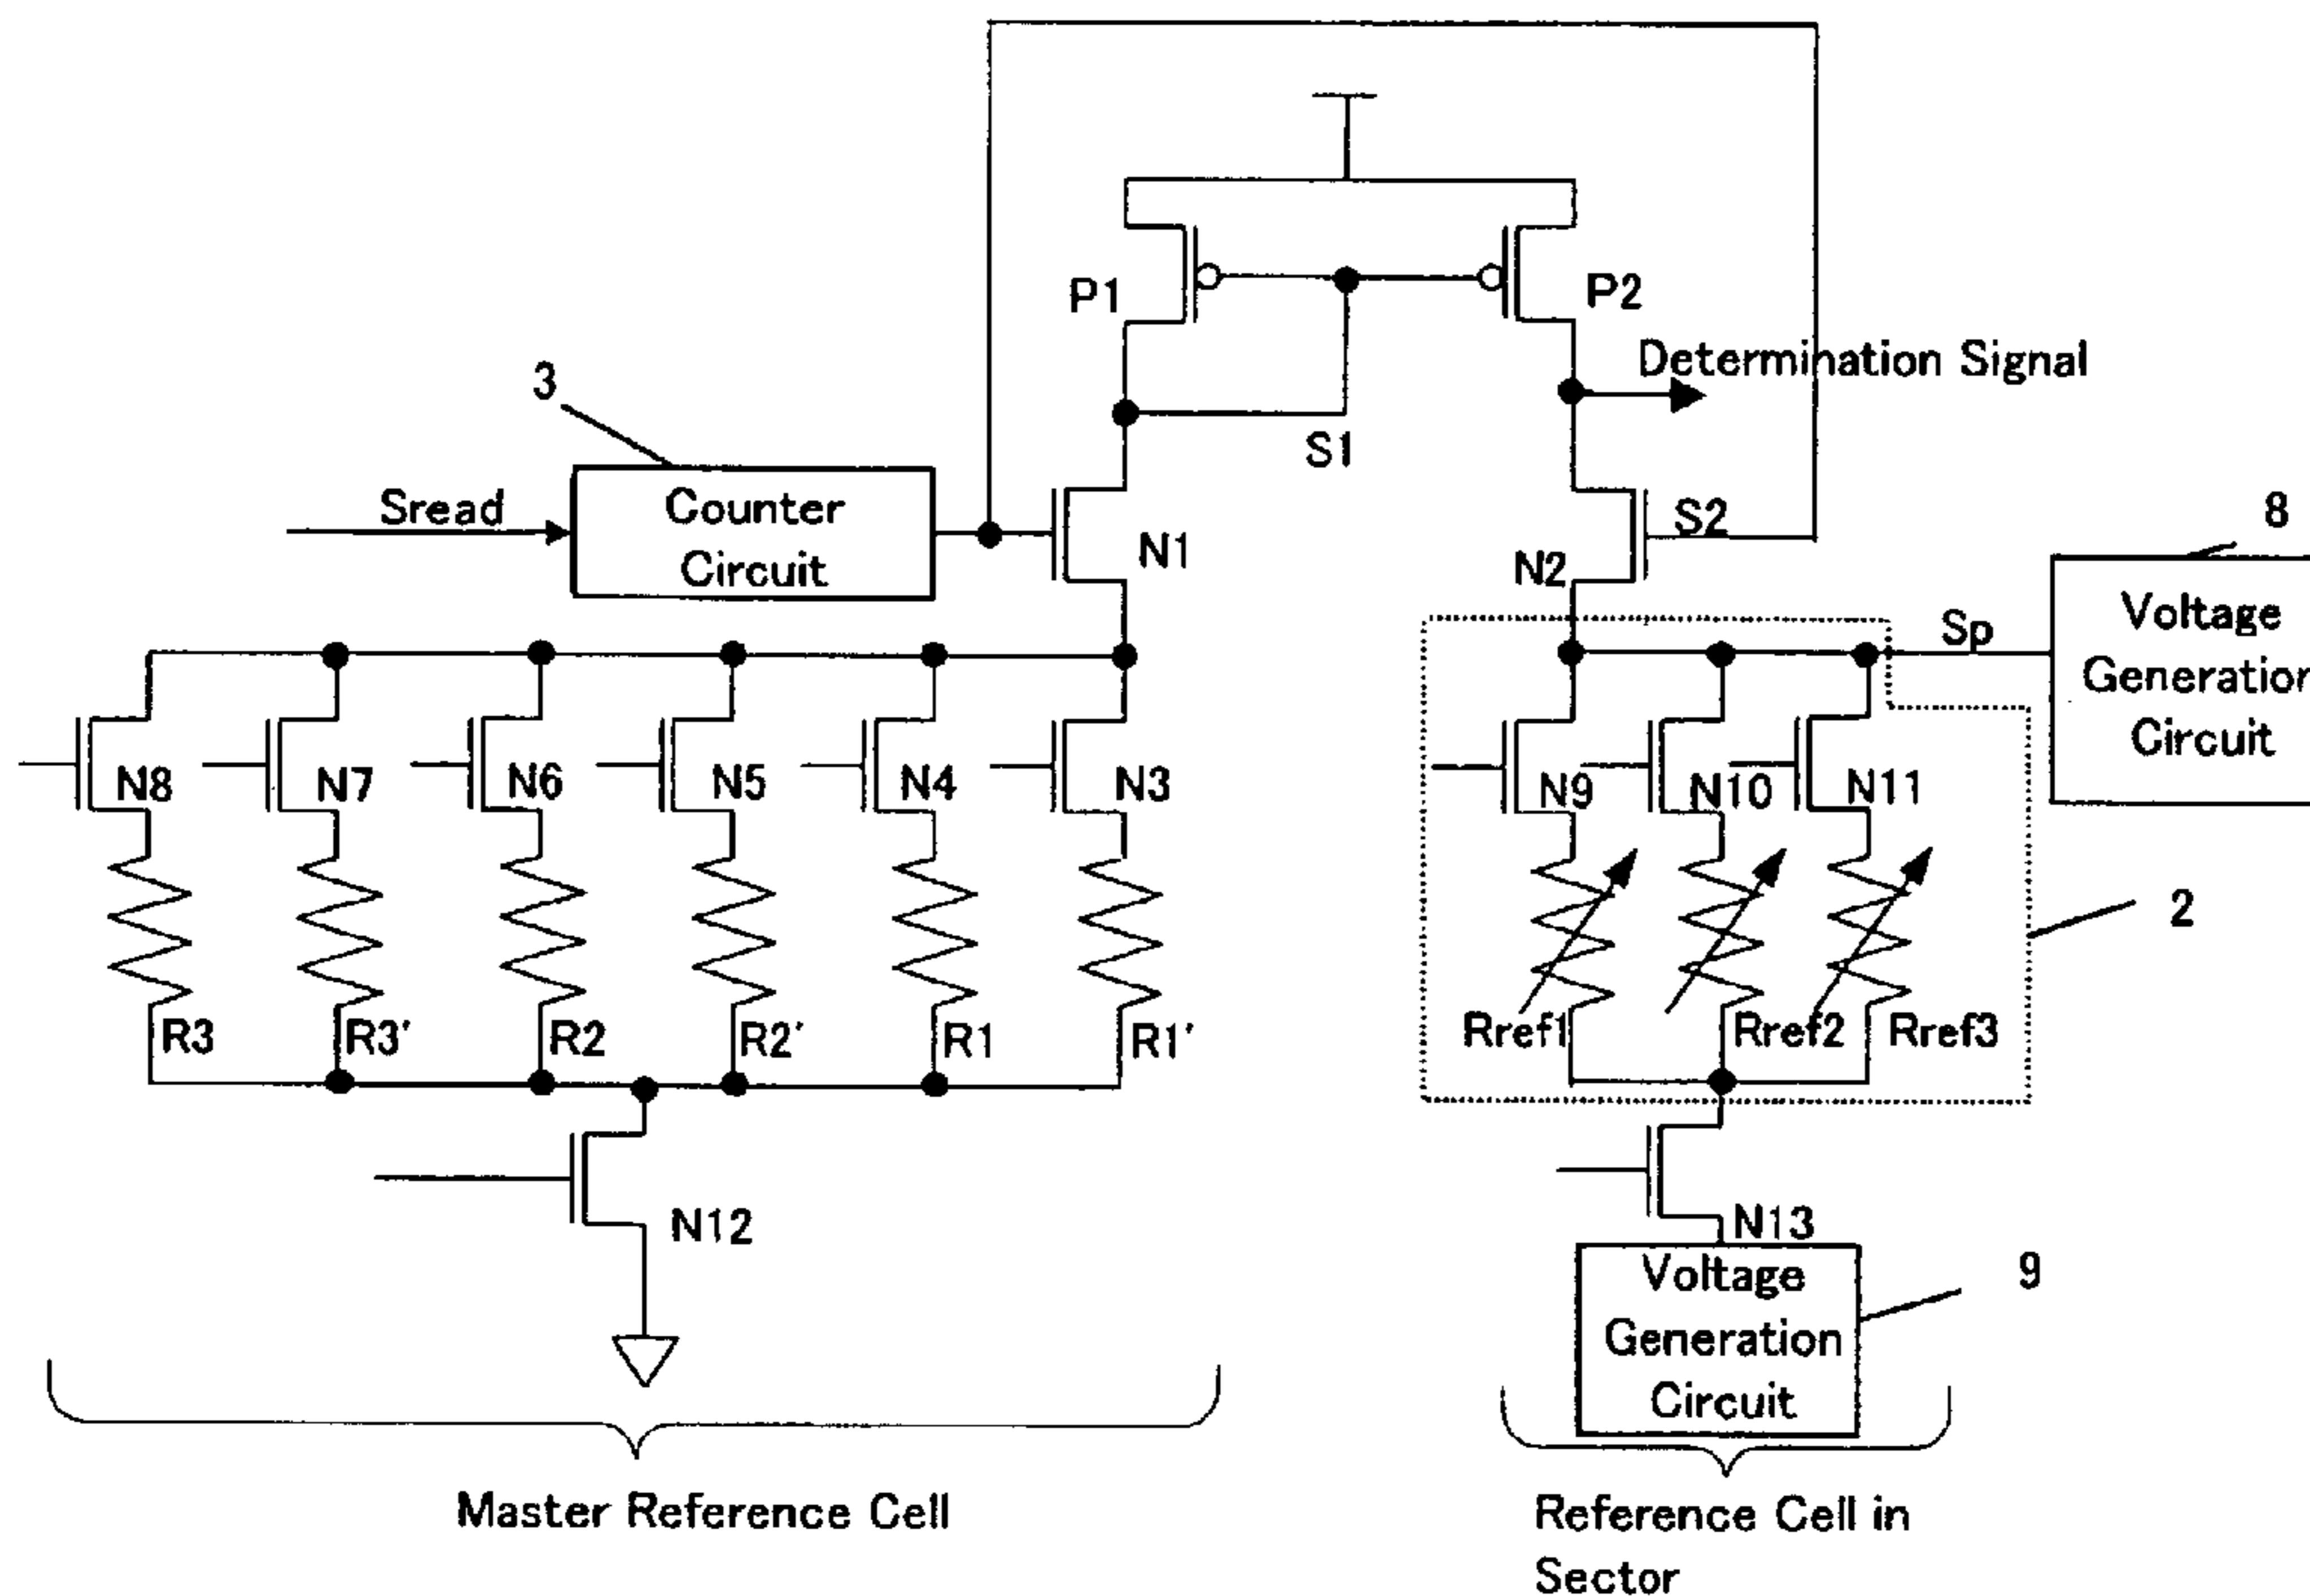 P1
P2
Determination Signal
3
S1
Sread
Counter
Circuit
N1
S2
N2
8
Sp
Voltage
Generation
Circuit
N8
N7
N6
N5
N4
N3
N9
N10
N11
2
R3
R3'
R2
R2'
R1
R1'
Rref1
Rref2
Rref3
N12
N13
Voltage
Generation
Circuit
9
Master Reference Cell
Reference Cell in
Sector